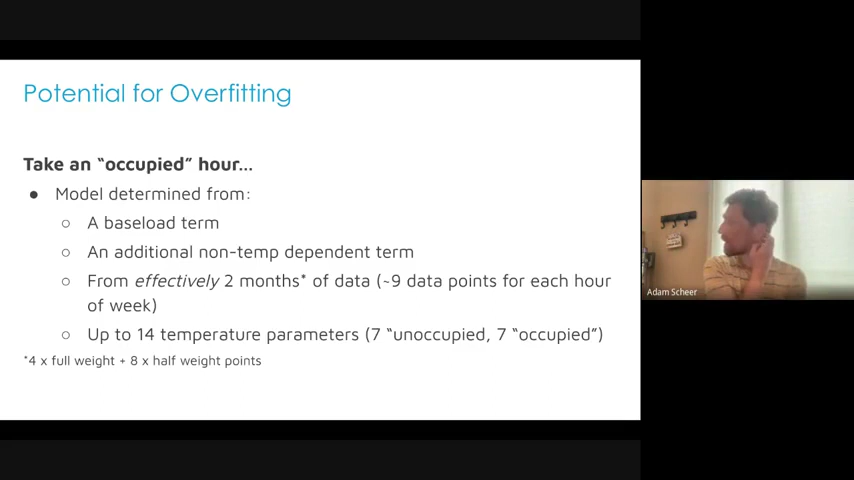 Potential for Overfitting
Take an “occupied” hour...
● Model determined from:
○ A baseload term
○ An additional non-temp dependent term
○ From effectively 2 months* of data (~9 data points for each hour
of week)
○ Up to 14 temperature parameters (7 “unoccupied, 7 “occupied”)
*4 x full weight + 8 x half weight points
Adam Scheer